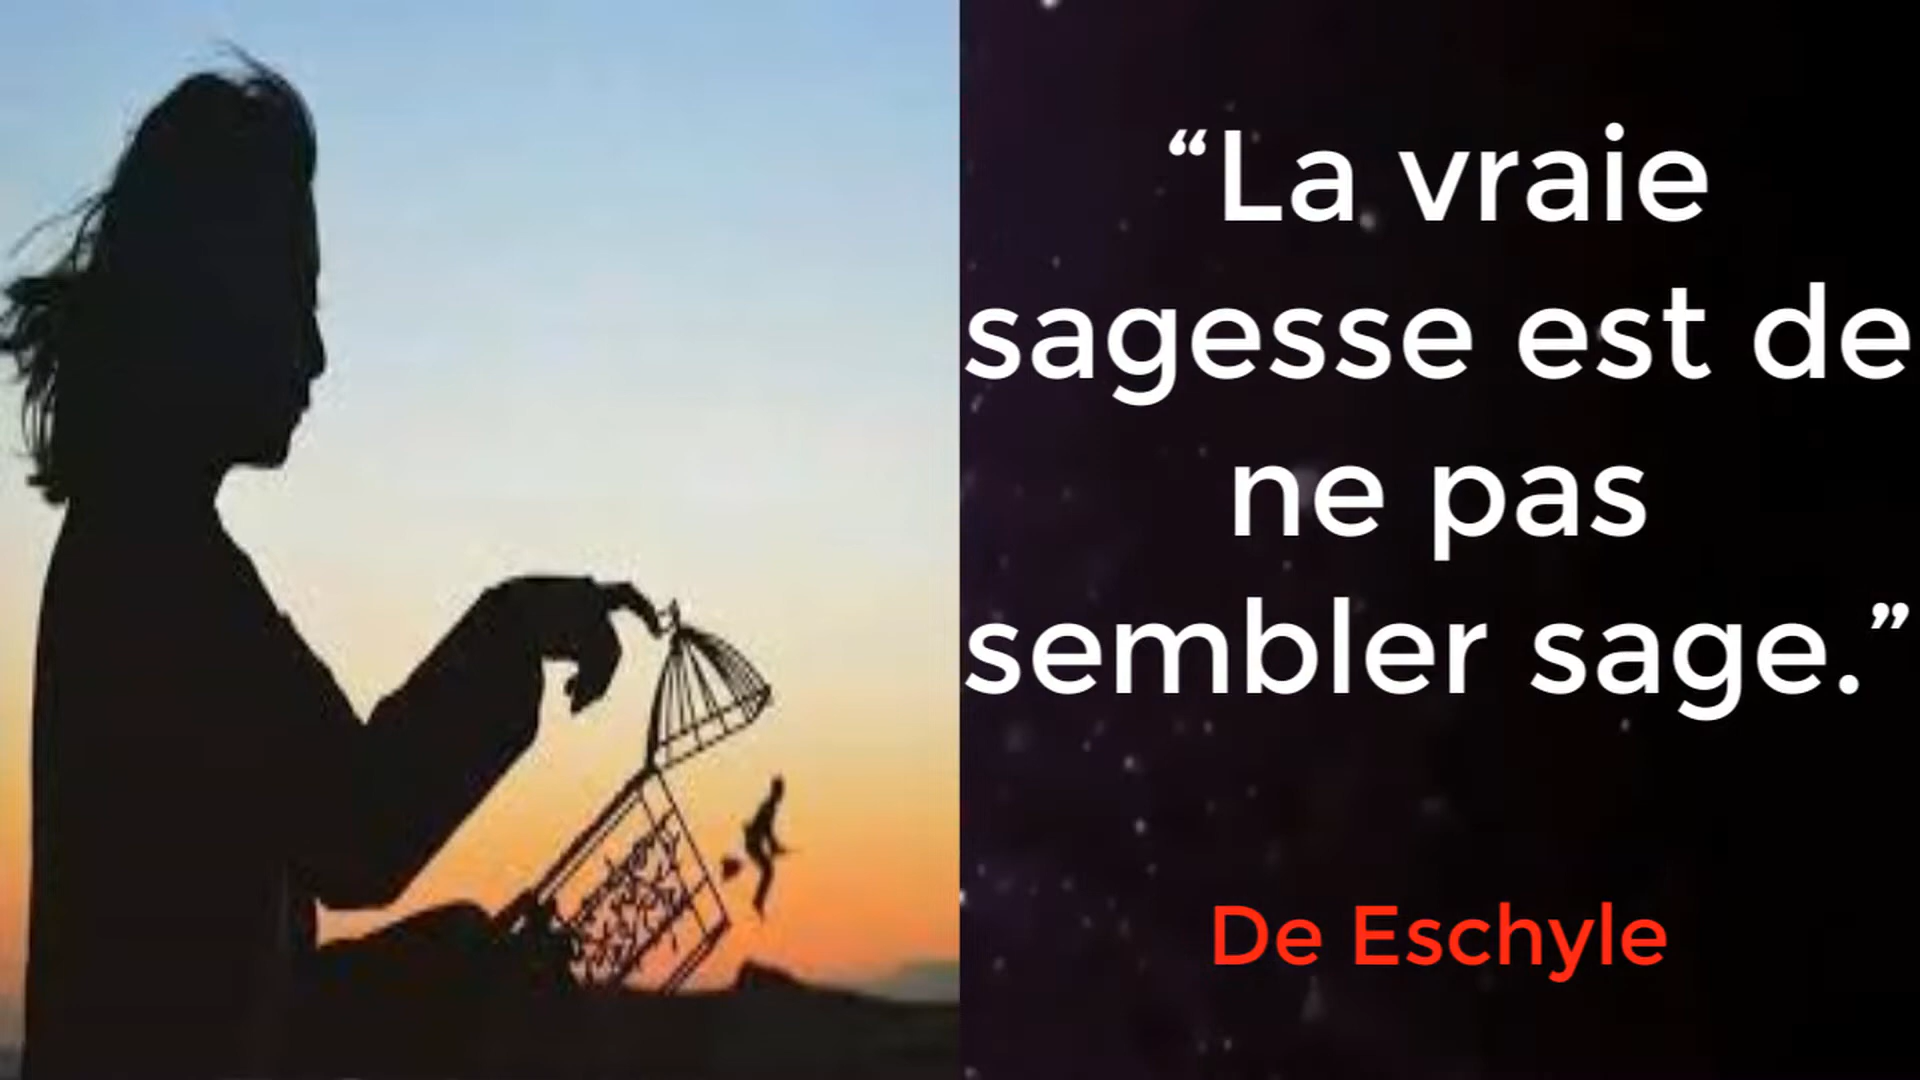 “La vraie
sagesse est de
ne pas
sembler sage.”
De Eschyle